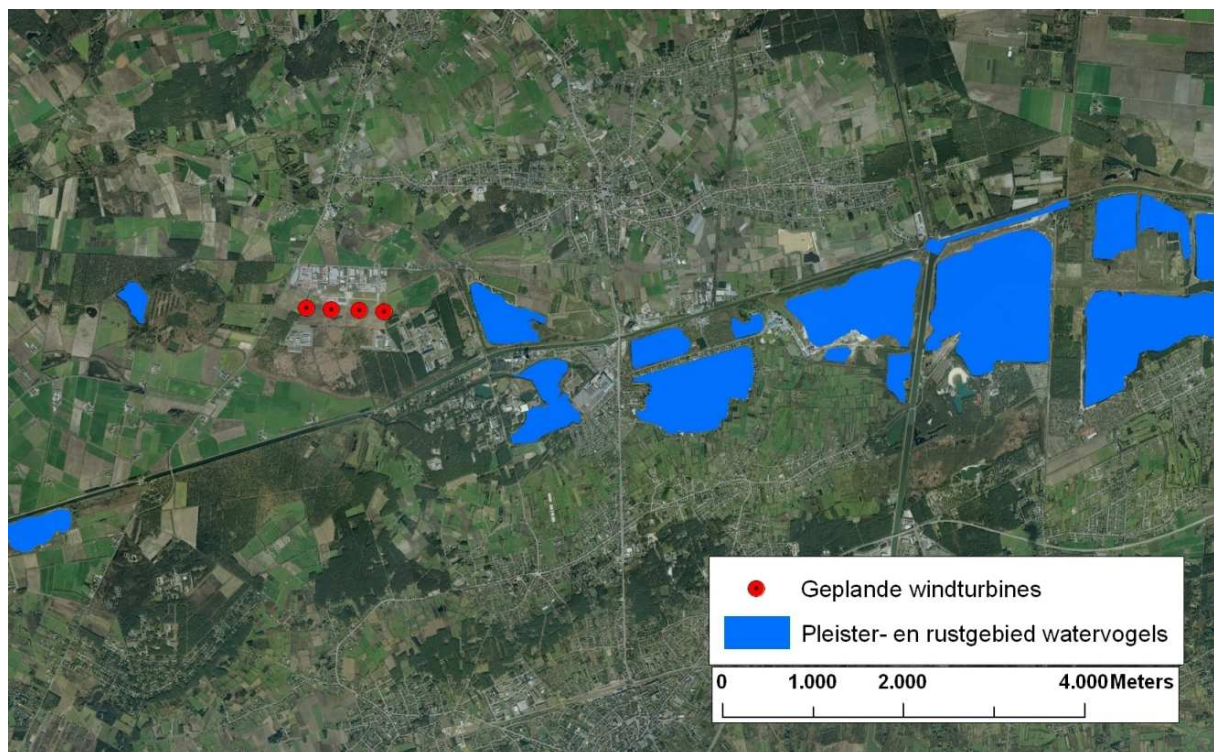 Geplande windturbines
Pleister- en rustgebied watervogels
0 1.000 2.000 4.000 Meters